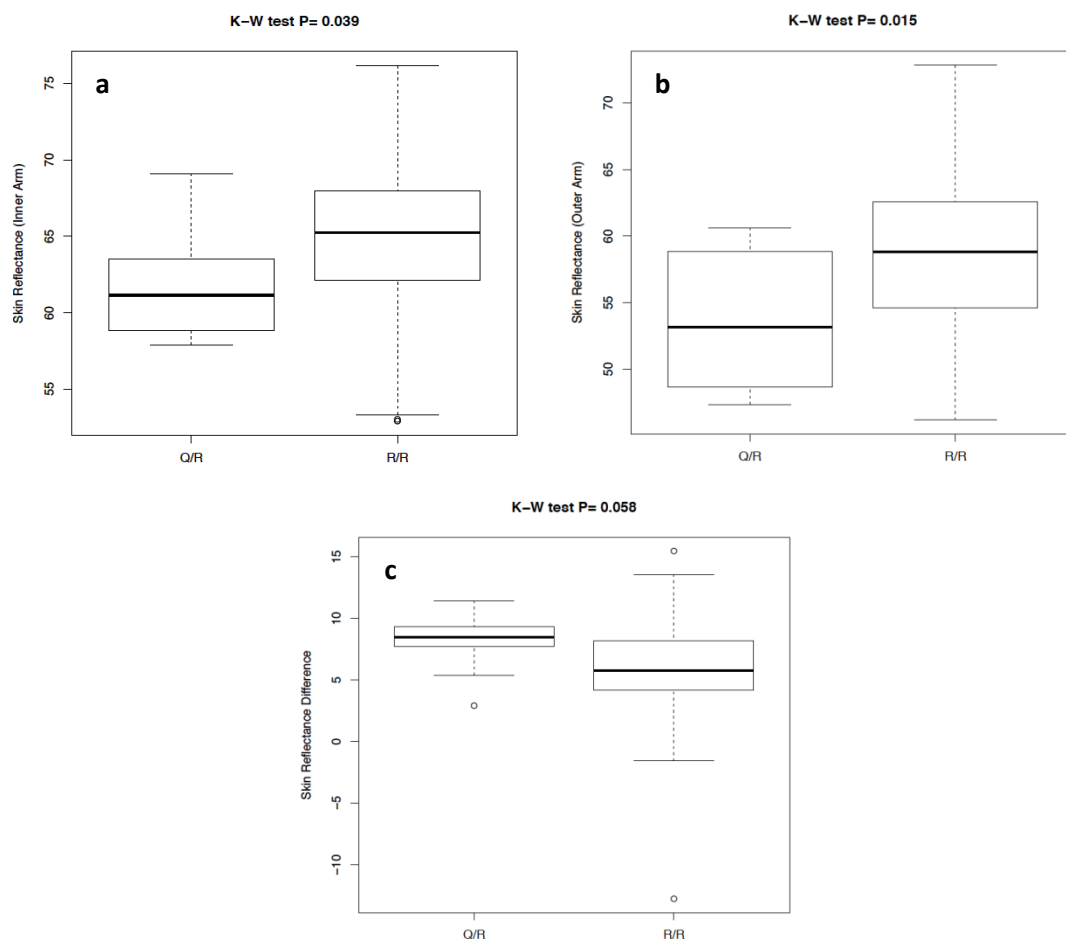 K−W test P= 0.039
a
Skin Reflectance (Inner Arm)
75
70
65
60
55
Q/R
R/R
K−W test P= 0.015
b
Skin Reflectance (Outer Arm)
70
65
60
55
50
Q/R
R/R
K−W test P= 0.058
c
Skin Reflectance Difference
15
10
5
0
−5
−10
Q/R
R/R